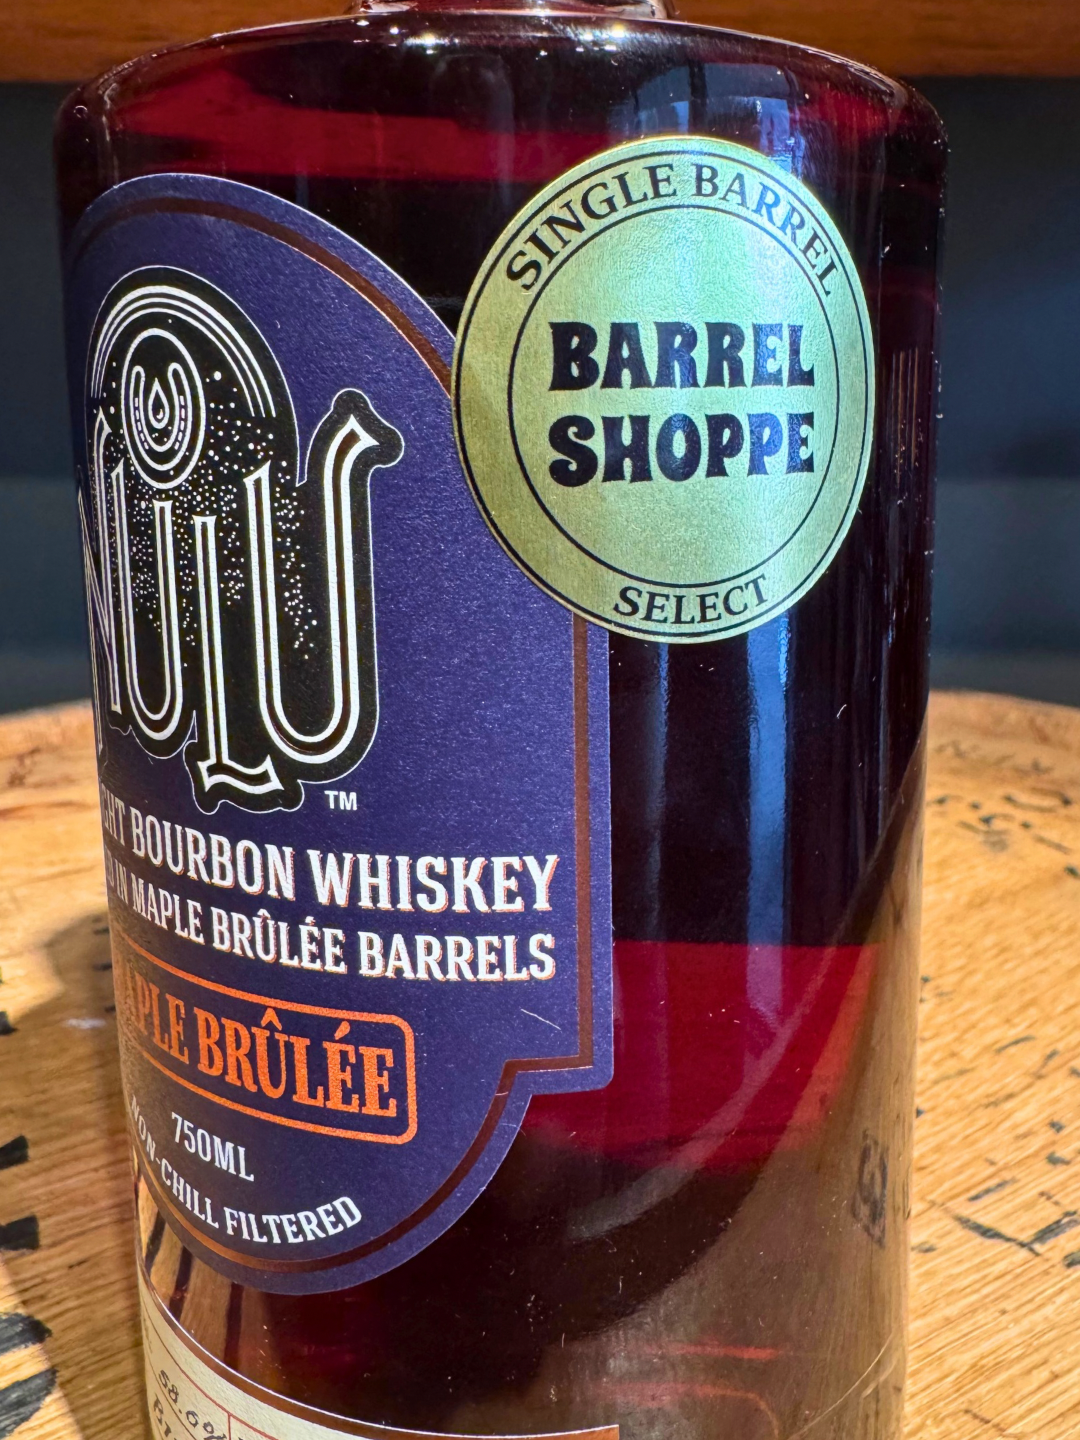 SINGLE BARREL
BARREL
SHOPPE
SELECT
NULU
TM
BOURBON WHISKEY
IN MAPLE BRÛLÉE BARRELS
BRÛLÉE
750ML
NON-CHILL FILTERED